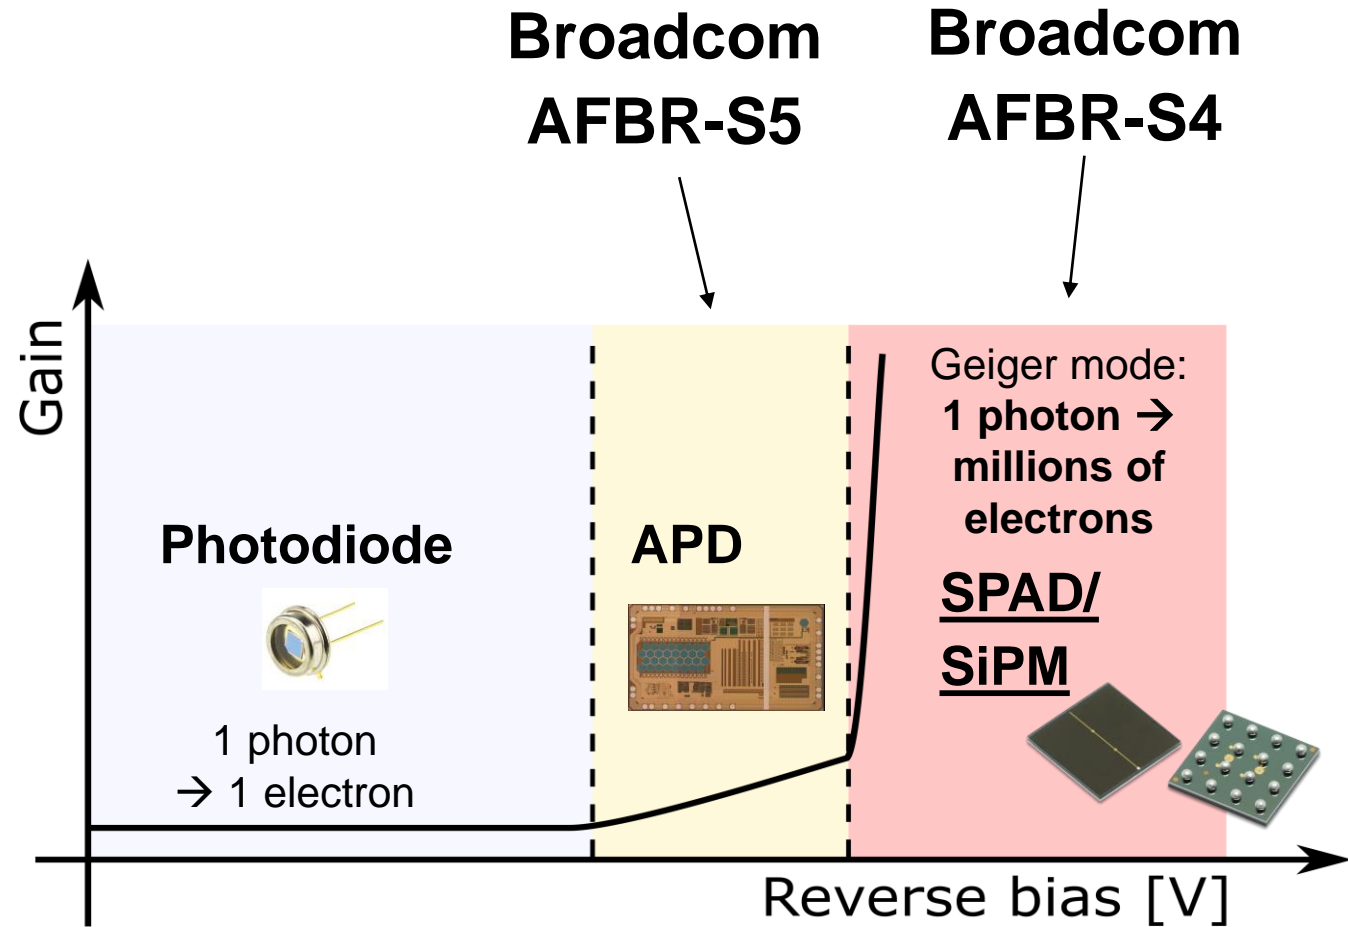 Broadcom
AFBR-S5
Broadcom
AFBR-S4
Gain
Photodiode
1 photon
→ 1 electron
APD
Geiger mode:
1 photon →
millions of
electrons
SPAD/
SiPM
Reverse bias [V]